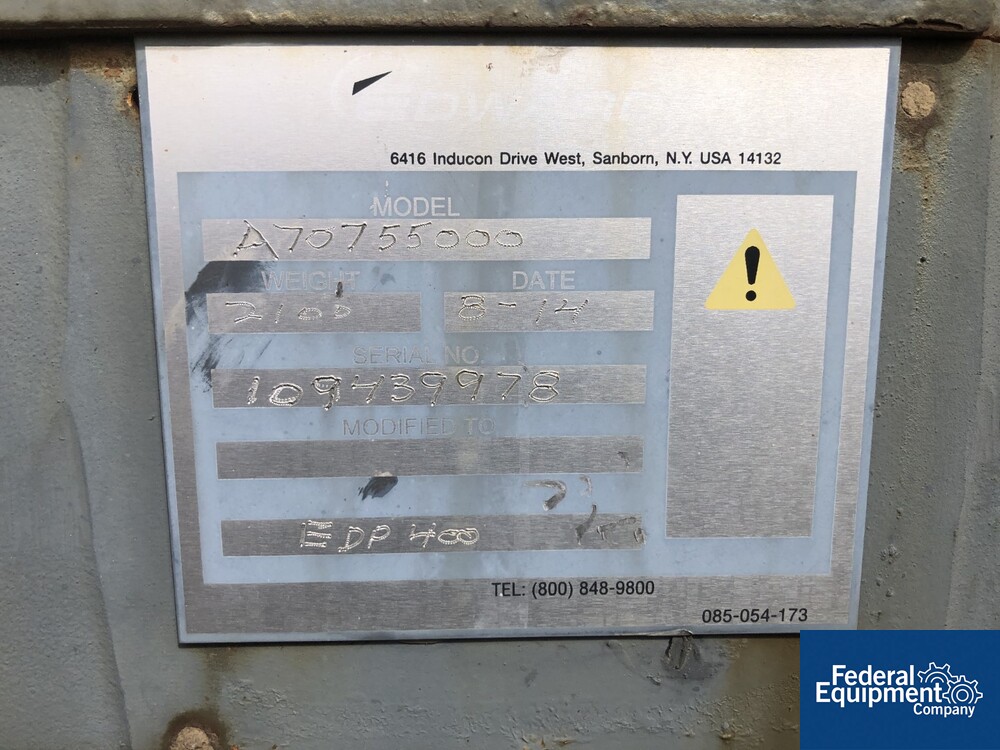 EDWARDS
6416 Inducon Drive West, Sanborn, N.Y. USA 14132
MODEL
A70755000
WEIGHT DATE
2100 8-14
SERIAL NO.
109439978
MODIFIED TO
EDP 400
TEL: (800) 848-9800
085-054-173
Federal
Equipment
Company